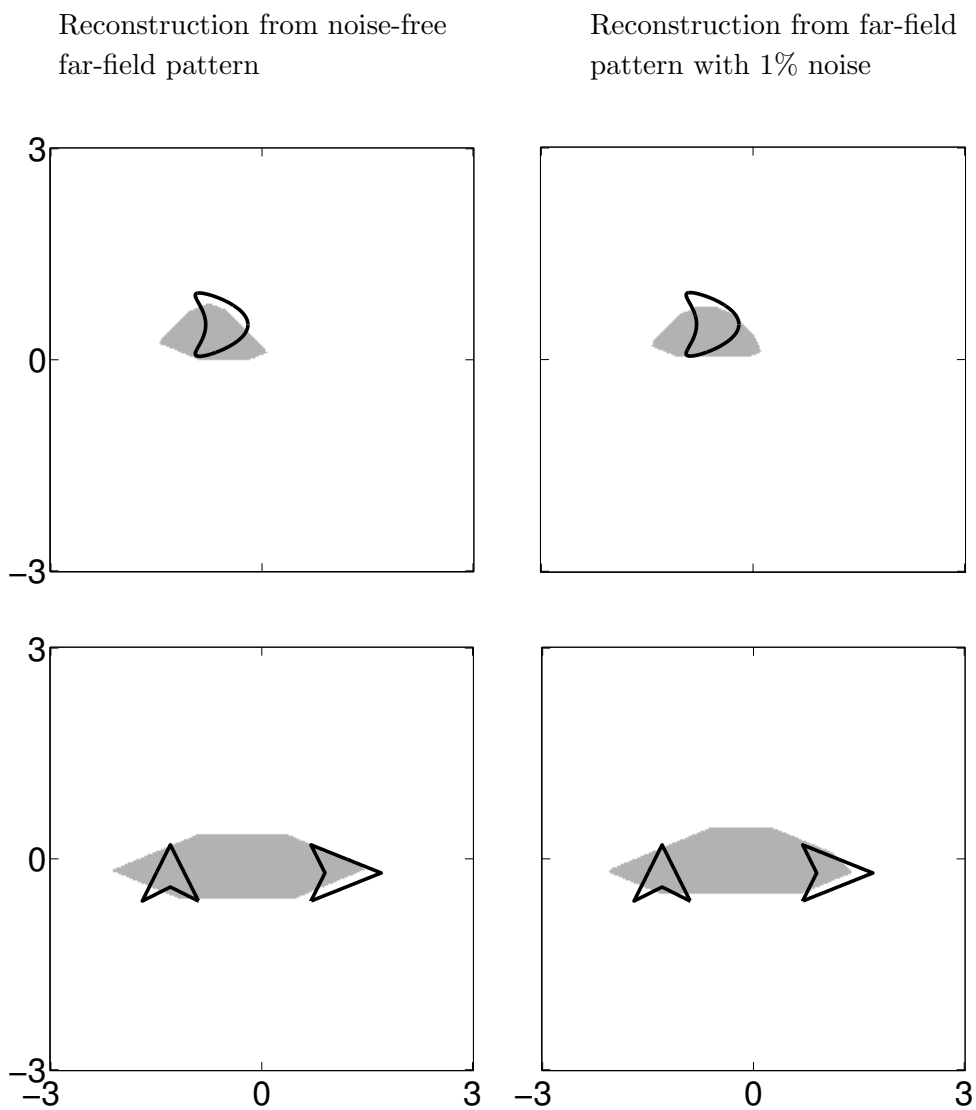 Reconstruction from noise-free
far-field pattern
Reconstruction from far-field
pattern with 1% noise
3
0
−3
3
0
−3
−3 0 3
−3 0 3